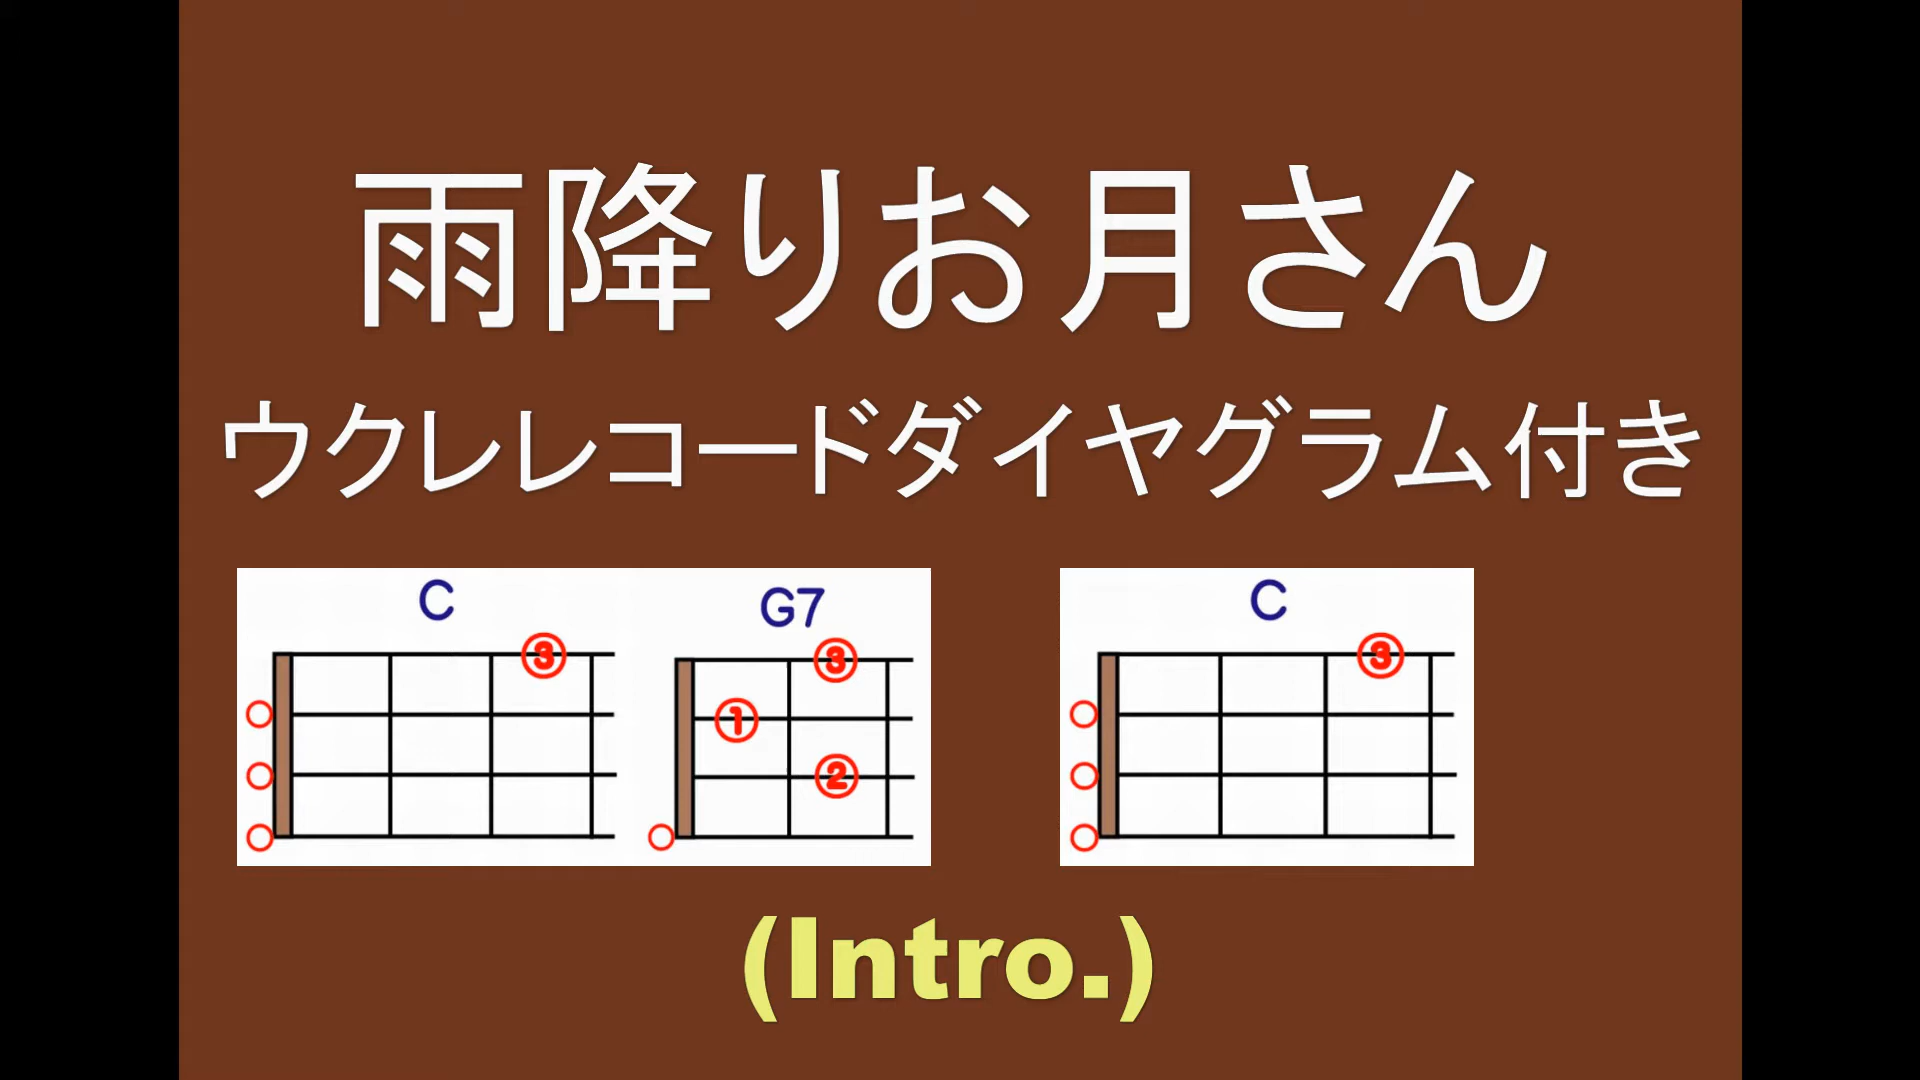 雨降りお月さん
ウクレレコードダイヤグラム付き
C G7 C
③ ③ ③
①
②
(Intro.)